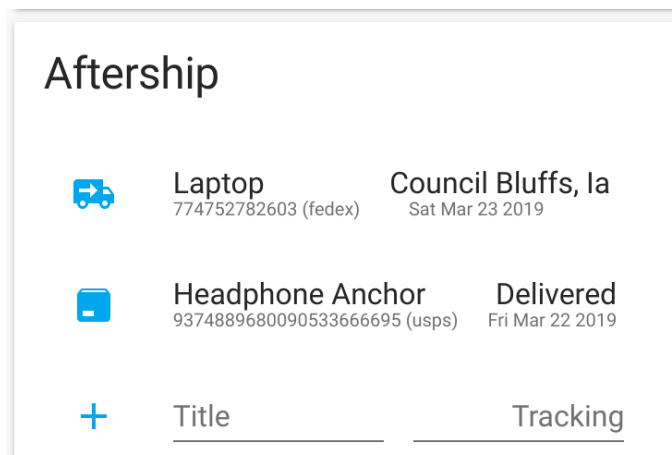 Aftership
Laptop Council Bluffs, Ia
774752782603 (fedex) Sat Mar 23 2019
Headphone Anchor Delivered
9374889680090533666695 (usps) Fri Mar 22 2019
Title Tracking